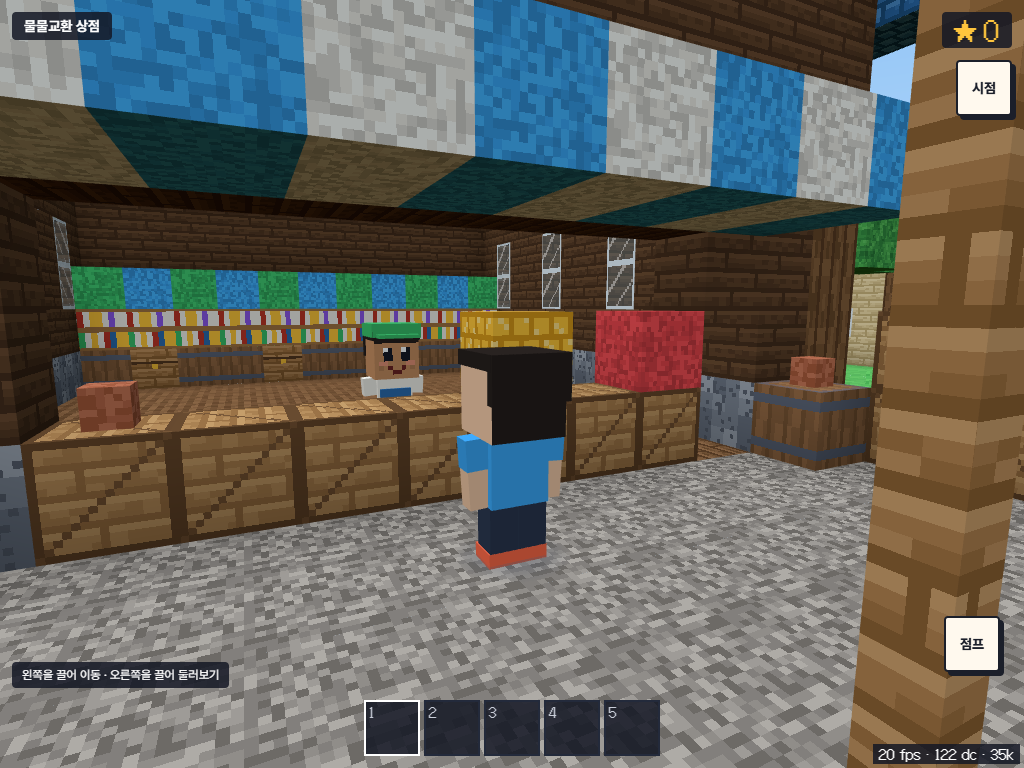 물물교환 상점
★0
시점
점프
왼쪽을 끌어 이동 · 오른쪽을 끌어 둘러보기
1 2 3 4 5
20 fps · 122 dc · 35k